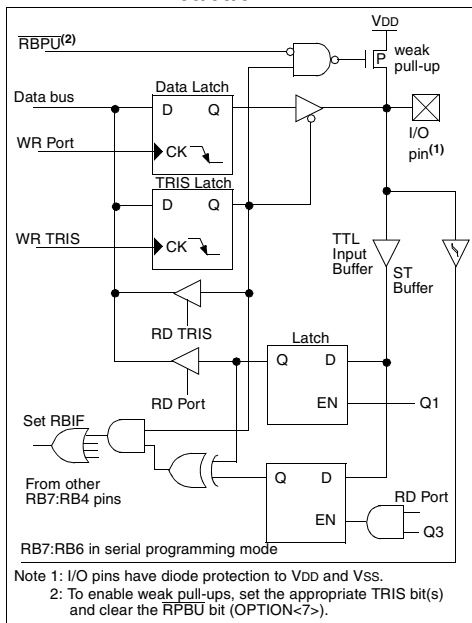 VDD
RBPU(2)
P
weak
pull-up
Data bus
Data Latch
D Q
I/O
pin(1)
WR Port
CK
TRIS Latch
D Q
WR TRIS
CK
TTL
Input
Buffer
ST
Buffer
RD TRIS
Latch
Q D
RD Port
EN
Q1
Set RBIF
From other
RB7:RB4 pins
Q D
RD Port
EN
Q3
RB7:RB6 in serial programming mode
Note 1: I/O pins have diode protection to VDD and VSS.
2: To enable weak pull-ups, set the appropriate TRIS bit(s)
and clear the RPBU bit (OPTION<7>).